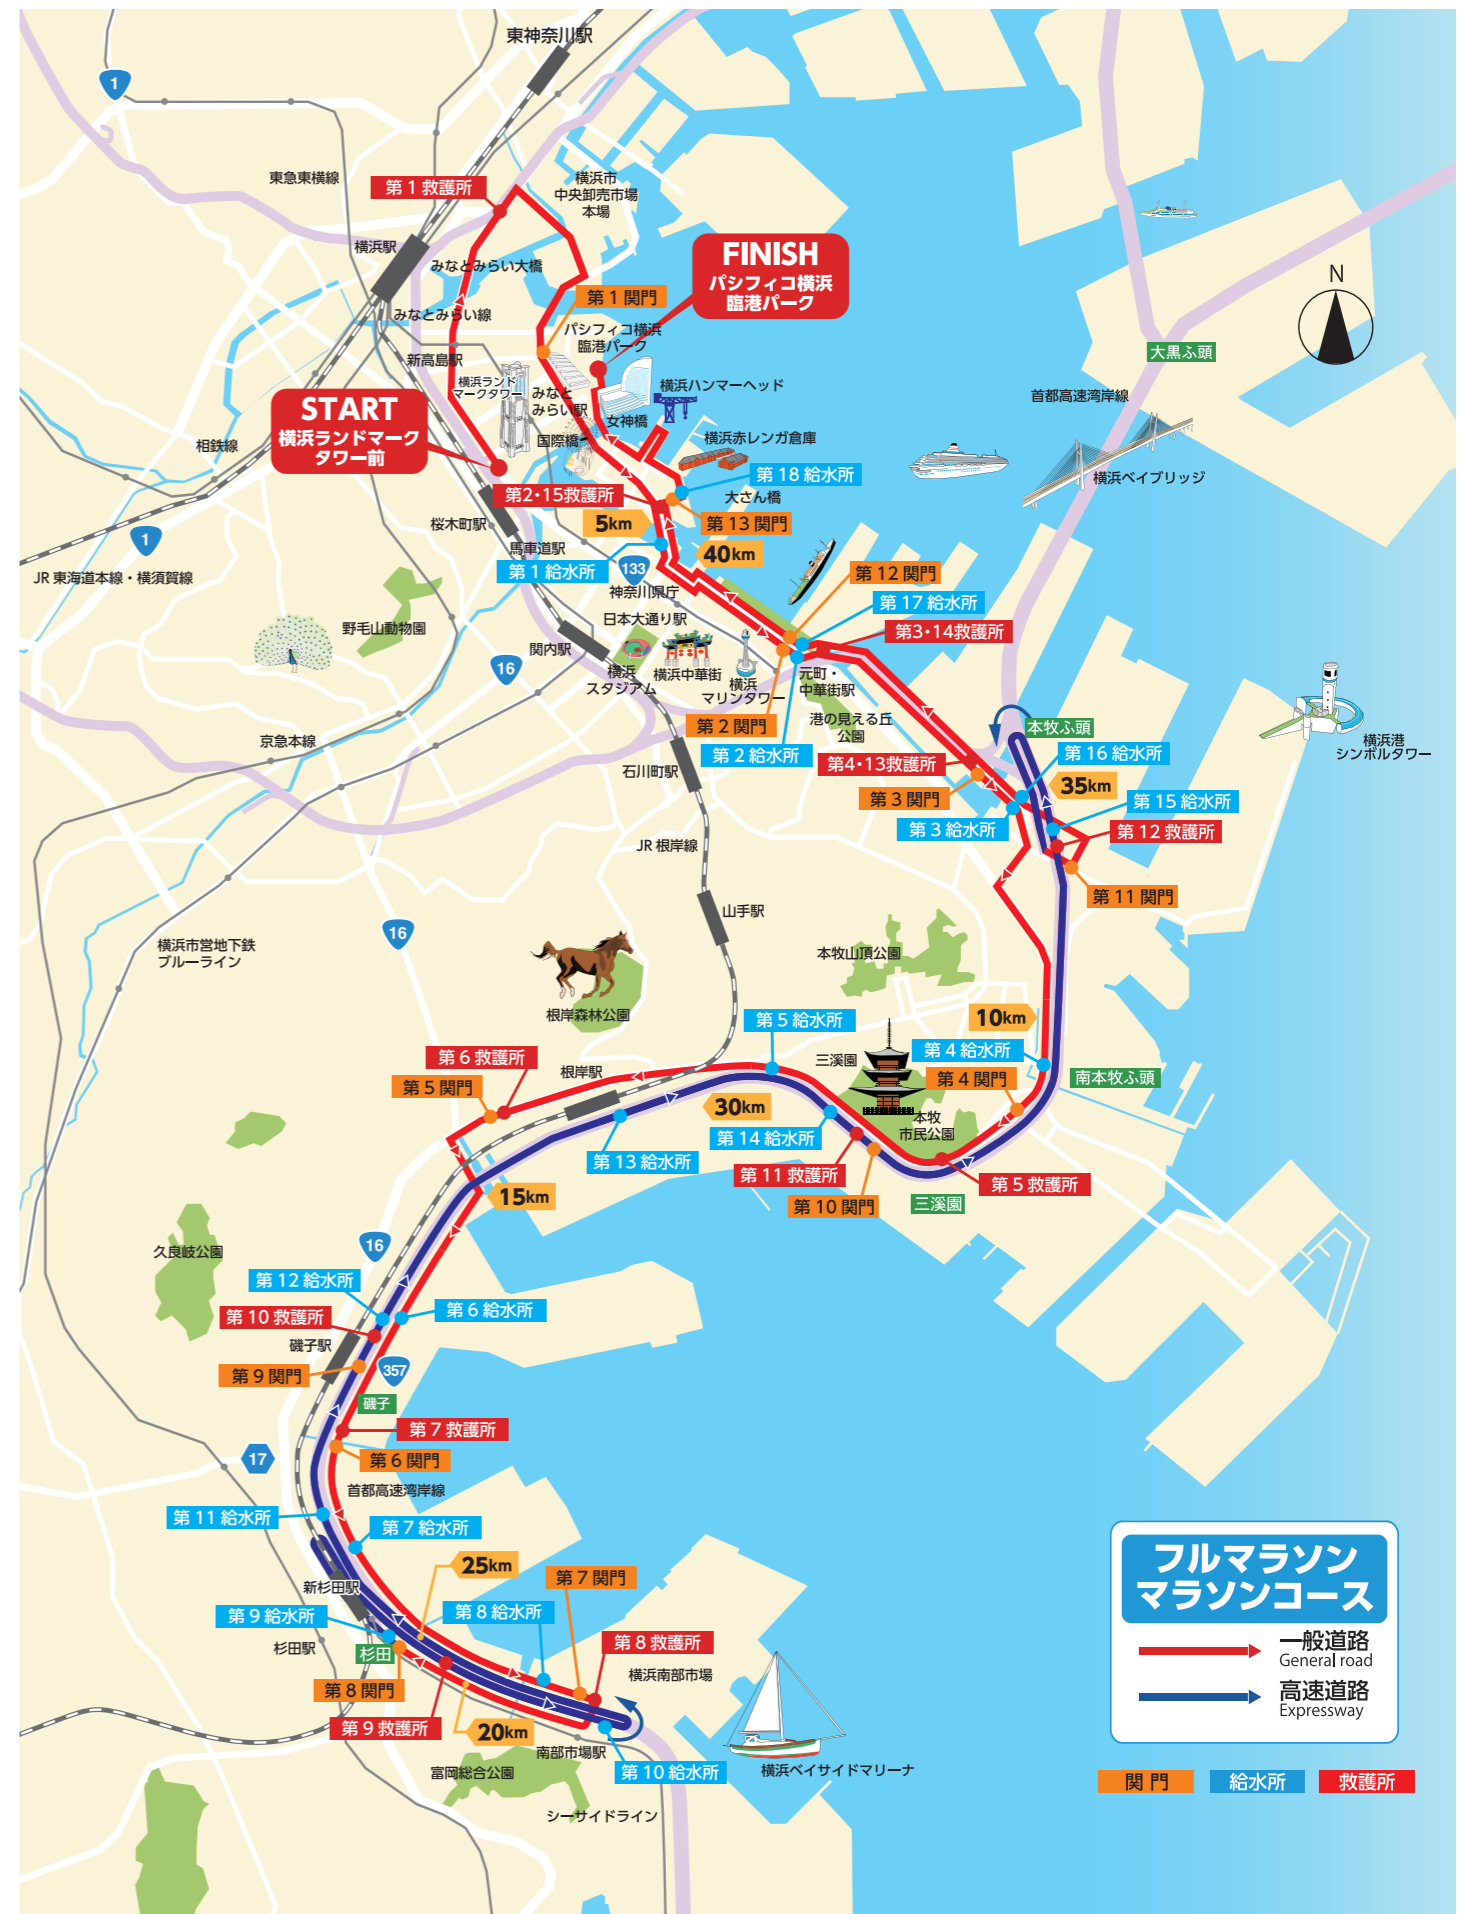 東神奈川駅
1
東急東横線
第1救護所
横浜市
中央卸売市場
本場
横浜駅
みなとみらい大橋
FINISH
パシフィコ横浜
臨港パーク
N
第1関門
みなとみらい線
パシフィコ横浜
臨港パーク
大黒ふ頭
新高島駅
横浜ランド
マークタワー
みなと
みらい駅
横浜ハンマーヘッド
首都高速湾岸線
START
横浜ランドマーク
タワー前
女神橋
国際橋
横浜赤レンガ倉庫
相鉄線
第18給水所
横浜ベイブリッジ
第2・15救護所
大さん橋
5km
第13関門
桜木町駅
1
馬車道駅
40km
第1給水所
133
JR東海道本線・横須賀線
神奈川県庁
第12関門
第17給水所
日本大通り駅
第3・14救護所
野毛山動物園
関内駅
16
横浜
スタジアム
横浜中華街
横浜
マリンタワー
元町・
中華街駅
第2関門
港の見える丘
公園
本牧ふ頭
京急本線
第2給水所
第16給水所
横浜港
シンボルタワー
石川町駅
第4・13救護所
35km
第3関門
第15給水所
第3給水所
第12救護所
JR根岸線
第11関門
山手駅
16
横浜市営地下鉄
ブルーライン
本牧山頂公園
根岸森林公園
第5給水所
10km
第6救護所
根岸駅
三溪園
第4給水所
第5関門
第4関門
南本牧ふ頭
30km
本牧
市民公園
第14給水所
第13給水所
第11救護所
第5救護所
15km
第10関門
三溪園
久良岐公園
16
第12給水所
第6給水所
第10救護所
磯子駅
第9関門
357
磯子
第7救護所
17
第6関門
首都高速湾岸線
第11給水所
第7給水所
25km
第7関門
新杉田駅
第9給水所
第8給水所
杉田駅
杉田
第8救護所
横浜南部市場
第8関門
第9救護所
20km
南部市場駅
富岡総合公園
第10給水所
横浜ベイサイドマリーナ
シーサイドライン
フルマラソン
マラソンコース
一般道路
General road
高速道路
Expressway
関門
給水所
救護所